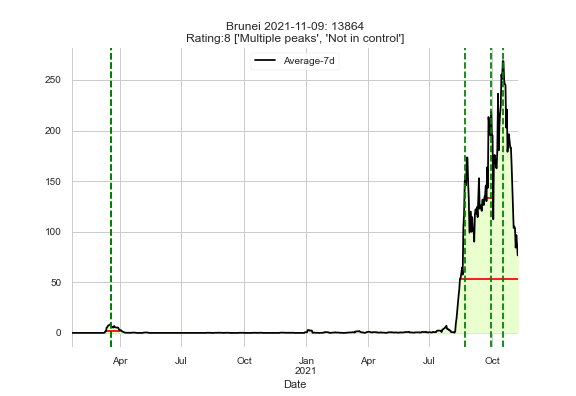 Brunei 2021-11-09: 13864
Rating:8 ['Multiple peaks', 'Not in control']
Average-7d
250
200
150
100
50
0
Apr Jul Oct Jan Apr Jul Oct
2021
Date